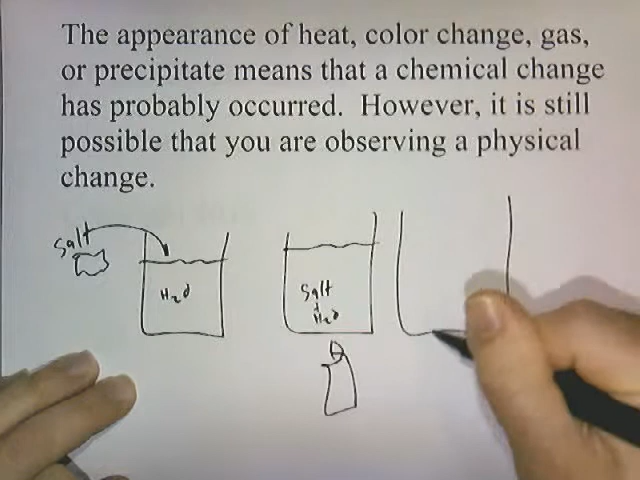 The appearance of heat, color change, gas,
or precipitate means that a chemical change
has probably occurred.  However, it is still
possible that you are observing a physical
change.
Salt
H₂O
Salt
+
H₂O